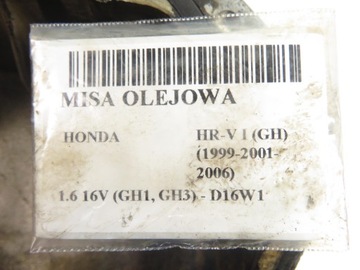 MISA OLEJOWA
HONDA HR-V I (GH)
(1999-2001-
2006)
1.6 16V (GH1, GH3) - D16W1